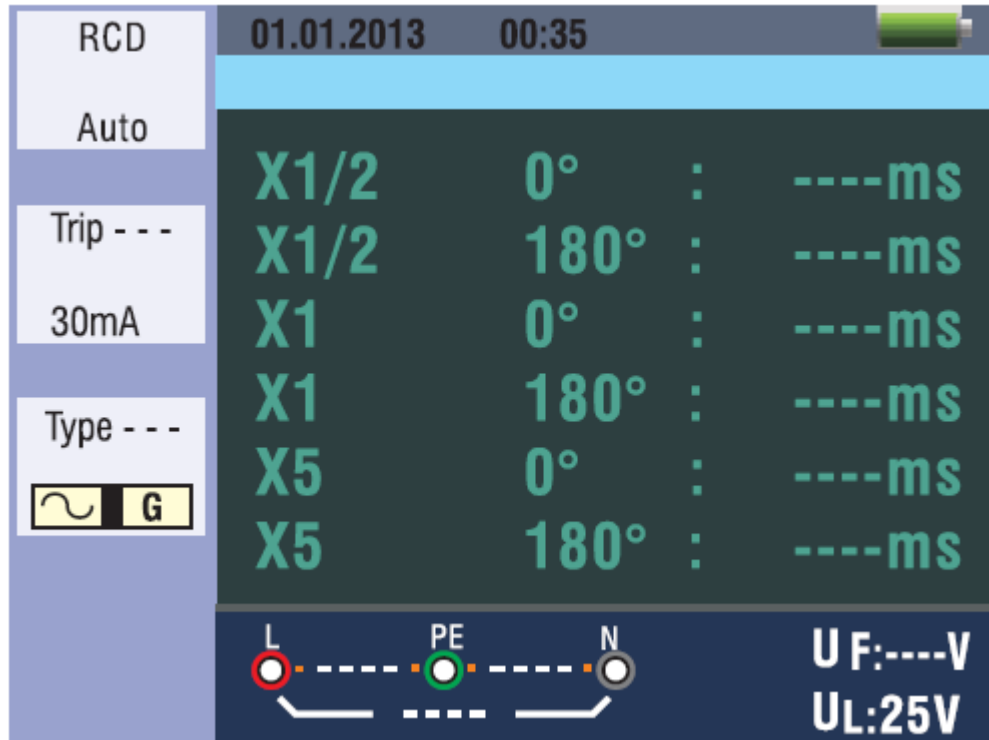 RCD
Auto
Trip - - -
30mA
Type - - -
G
01.01.2013 00:35
X1/2 0° : ----ms
X1/2 180° : ----ms
X1 0° : ----ms
X1 180° : ----ms
X5 0° : ----ms
X5 180° : ----ms
L PE N
UF:----V
UL:25V